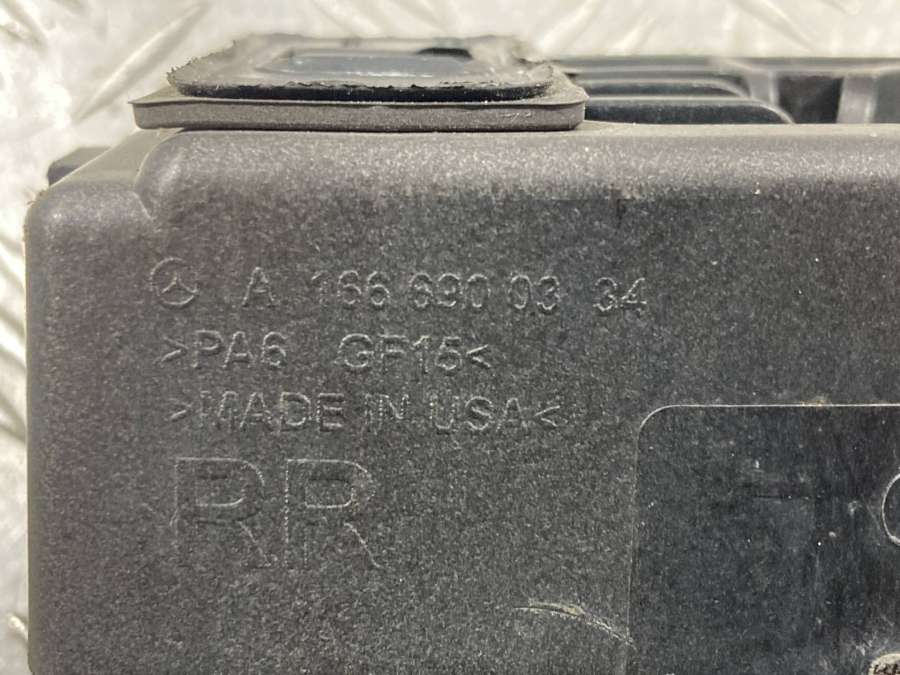 A 166 690 03 34
>PA6 GF15<
>MADE IN USA<
RR